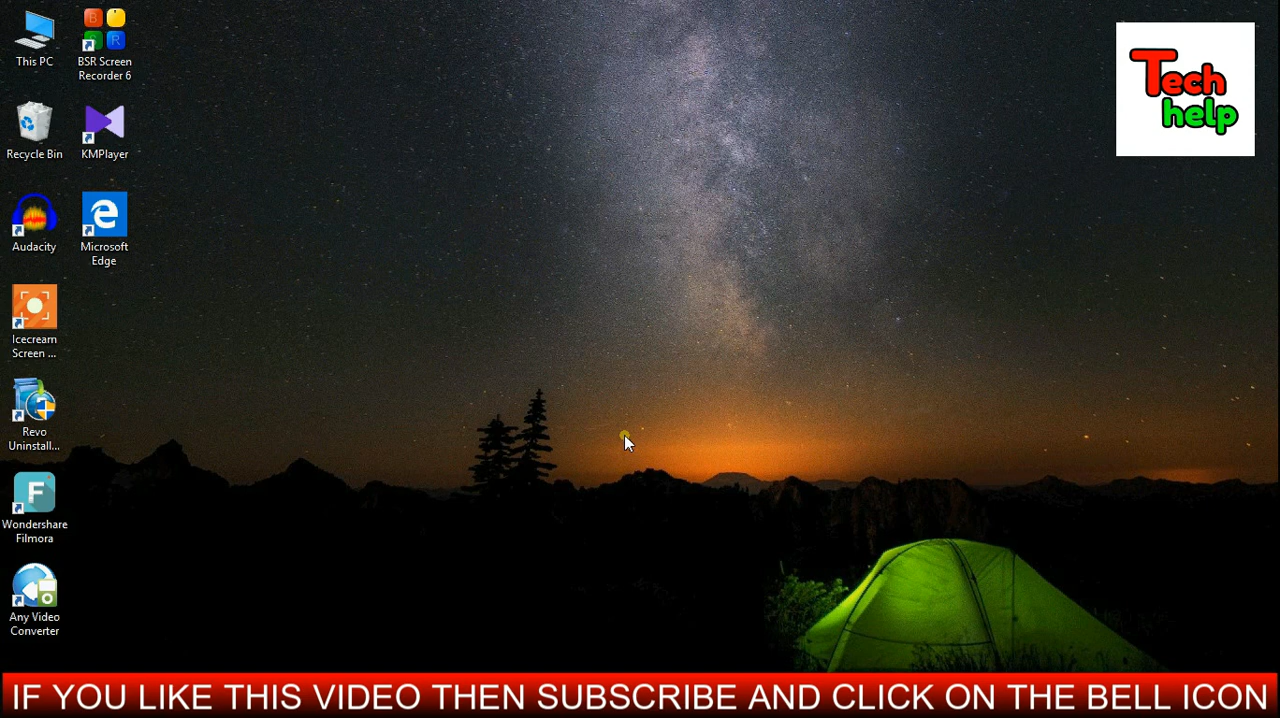 This PC
BSR Screen
Recorder 6
Recycle Bin
KMPlayer
Audacity
Microsoft
Edge
Icecream
Screen ...
Revo
Uninstall...
F
Wondershare
Filmora
Any Video
Converter
Tech
help
IF YOU LIKE THIS VIDEO THEN SUBSCRIBE AND CLICK ON THE BELL ICON